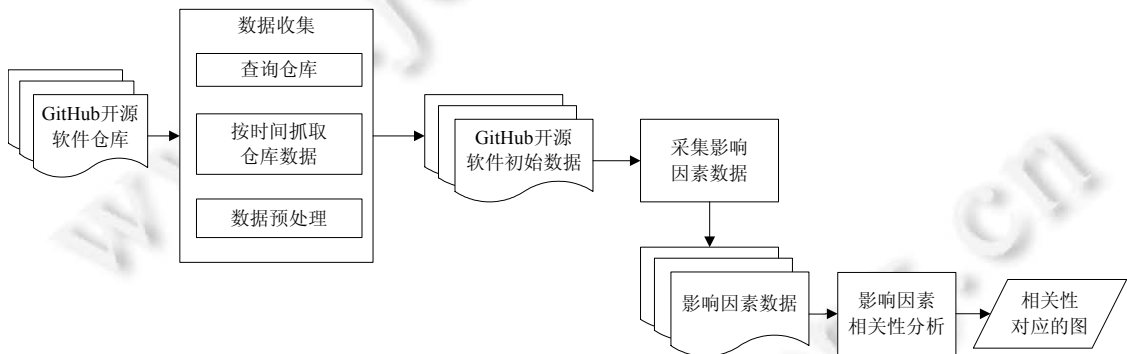 数据收集
查询仓库
GitHub开源
软件仓库
按时间抓取
仓库数据
数据预处理
GitHub开源
软件初始数据
采集影响
因素数据
影响因素数据
影响因素
相关性分析
相关性
对应的图